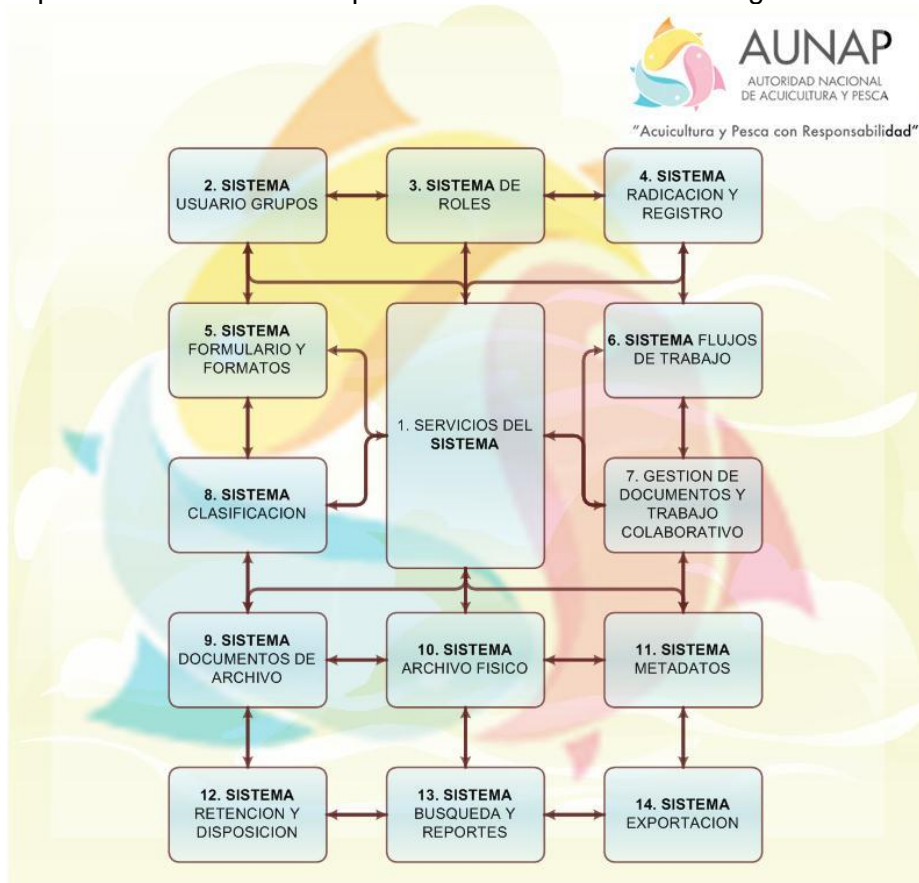 AUNAP
AUTORIDAD NACIONAL
DE ACUICULTURA Y PESCA
"Acuicultura y Pesca con Responsabilidad"
2. SISTEMA
USUARIO GRUPOS
3. SISTEMA DE
ROLES
4. SISTEMA
RADICACION Y
REGISTRO
5. SISTEMA
FORMULARIO Y
FORMATOS
1. SERVICIOS DEL
SISTEMA
6. SISTEMA FLUJOS
DE TRABAJO
8. SISTEMA
CLASIFICACION
7. GESTION DE
DOCUMENTOS Y
TRABAJO
COLABORATIVO
9. SISTEMA
DOCUMENTOS DE
ARCHIVO
10. SISTEMA
ARCHIVO FISICO
11. SISTEMA
METADATOS
12. SISTEMA
RETENCION Y
DISPOSICION
13. SISTEMA
BUSQUEDA Y
REPORTES
14. SISTEMA
EXPORTACION